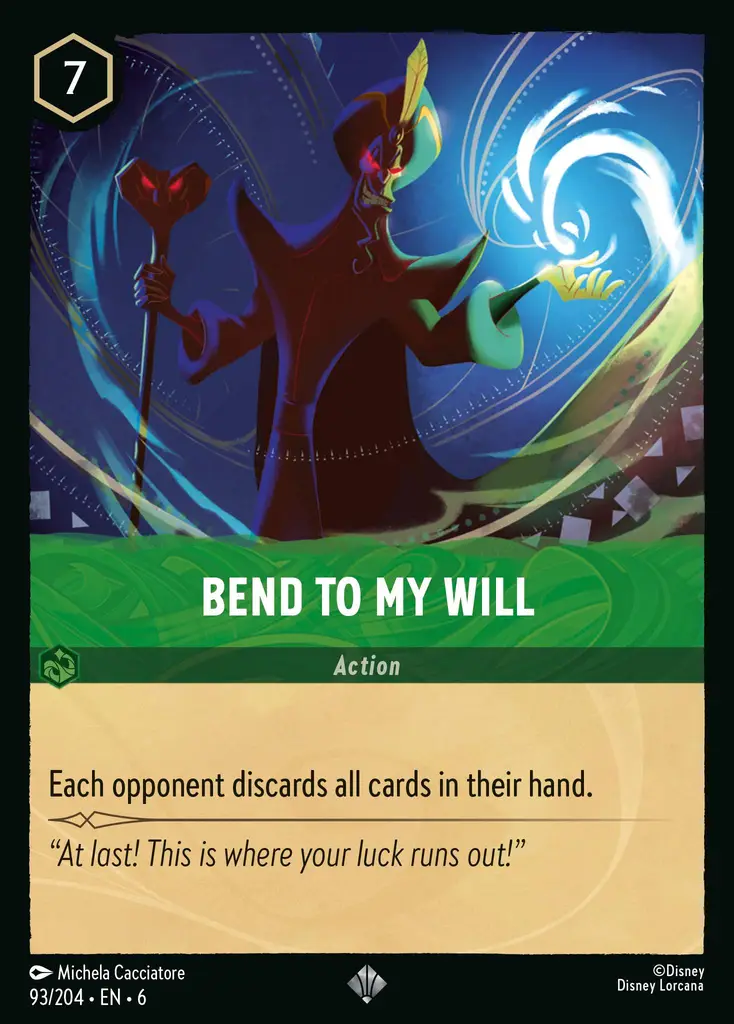 7
BEND TO MY WILL
Action
Each opponent discards all cards in their hand.
“At last! This is where your luck runs out!”
Michela Cacciatore
93/204 • EN • 6
©Disney
Disney Lorcana